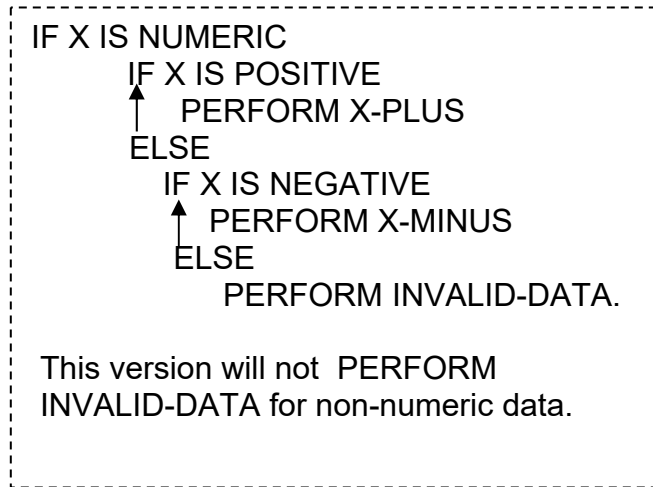 IF X IS NUMERIC
IF X IS POSITIVE
PERFORM X-PLUS
ELSE
IF X IS NEGATIVE
PERFORM X-MINUS
ELSE
PERFORM INVALID-DATA.
This version will not PERFORM
INVALID-DATA for non-numeric data.